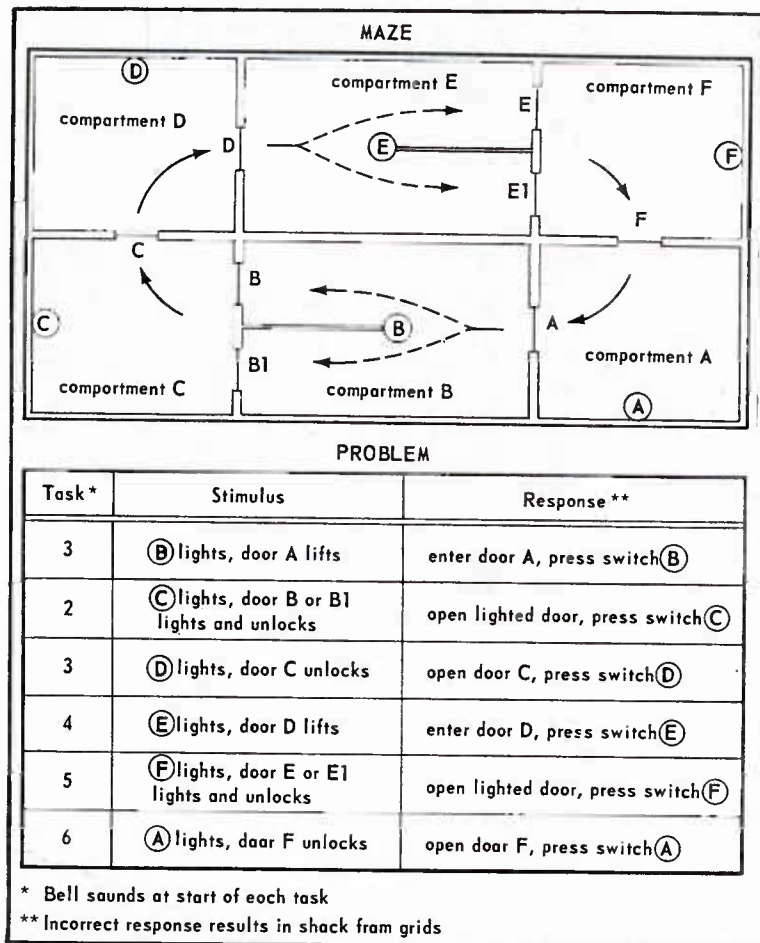 MAZE
D
compartment E
compartment D
E
compartment F
D
E
F
E1
F
C
B
C
B
A
B1
compartment A
compartment C
compartment B
A
PROBLEM
Task* Stimulus Response **
3 B lights, door A lifts enter door A, press switch B
2 C lights, door B or B1
lights and unlocks open lighted door, press switch C
3 D lights, door C unlocks open door C, press switch D
4 E lights, door D lifts enter door D, press switch E
5 F lights, door E or E1
lights and unlocks open lighted door, press switch F
6 A lights, daar F unlocks open daar F, press switch A
* Bell saunds at start of each task
** Incorrect response results in shack fram grids